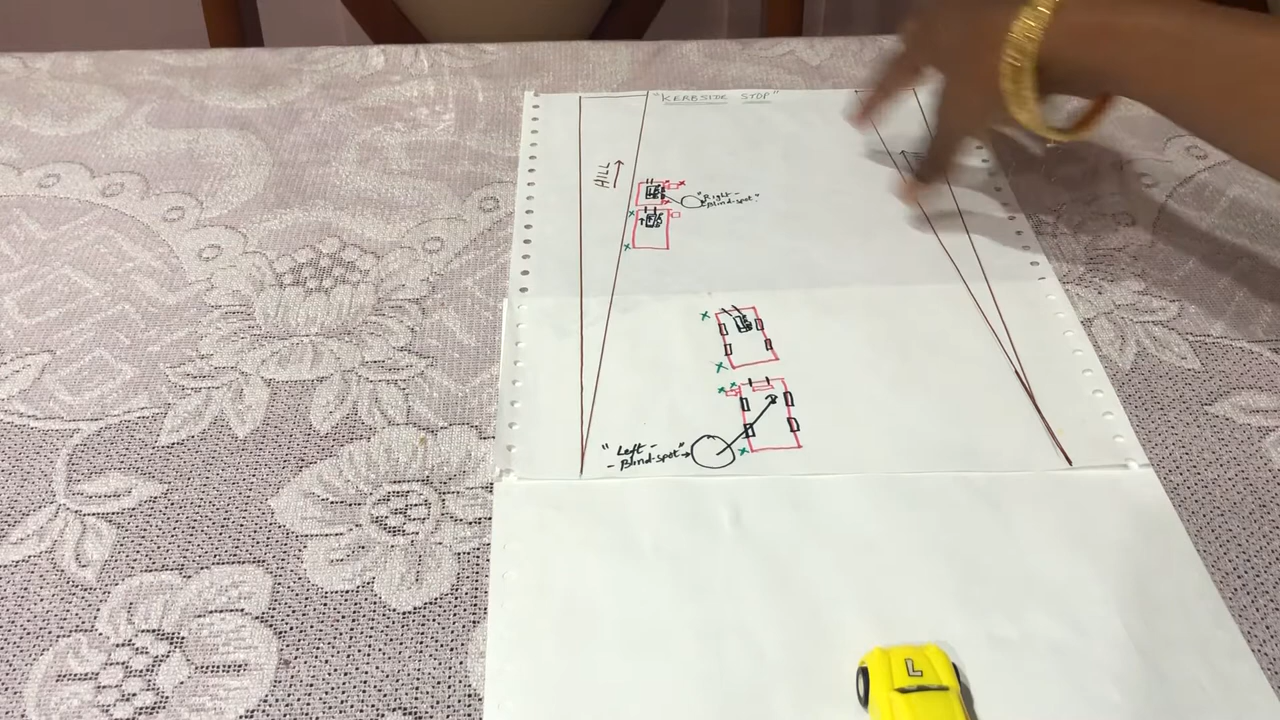 "KERBSIDE STOP"
HILL
"Right-
-Blind-spot"
"Left-
-Blind-spot"
L